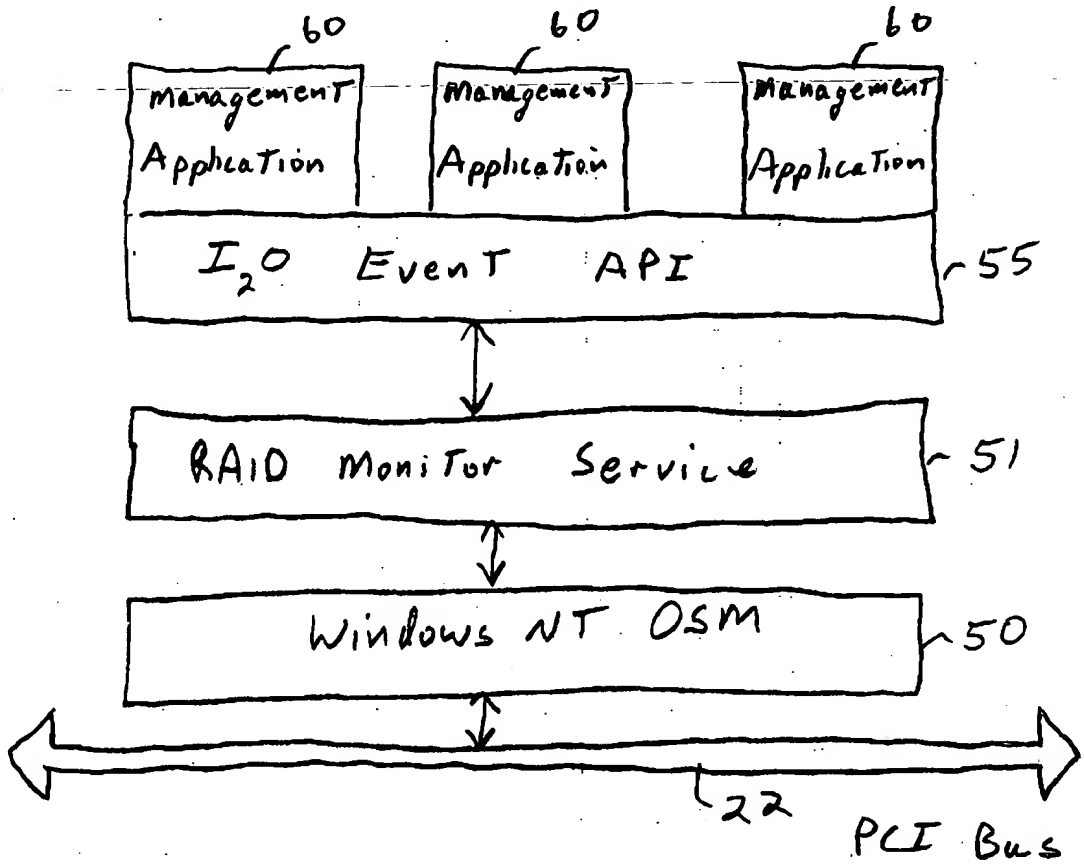 60 60 60
management management management
Application Application Application
I2O Event API 55
RAID Monitor Service 51
Windows NT OSM 50
22
PCI Bus